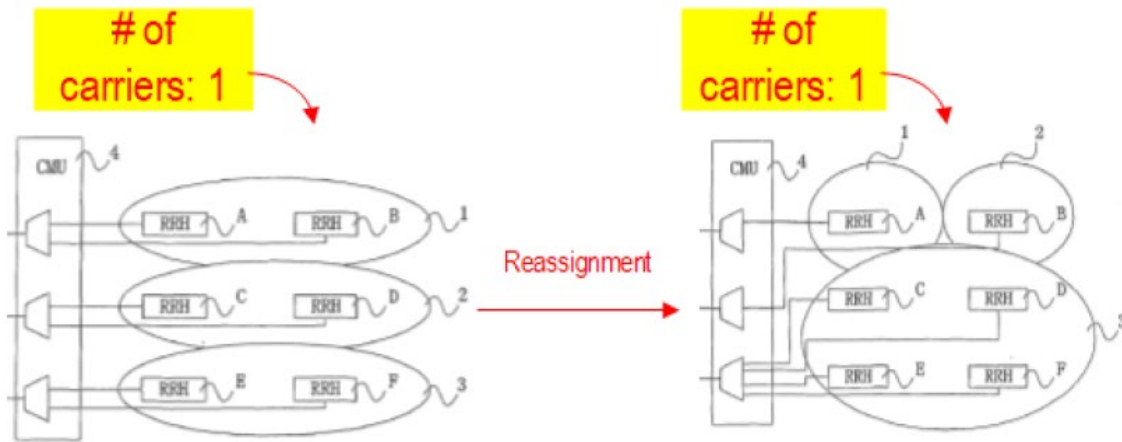 # of
carriers: 1
# of
carriers: 1
CMU 4
RRH A RRH B 1
RRH C RRH D 2
RRH E RRH F 3
Reassignment
1 2
CMU 4
RRH A RRH B
RRH C RRH D
3
RRH E RRH F